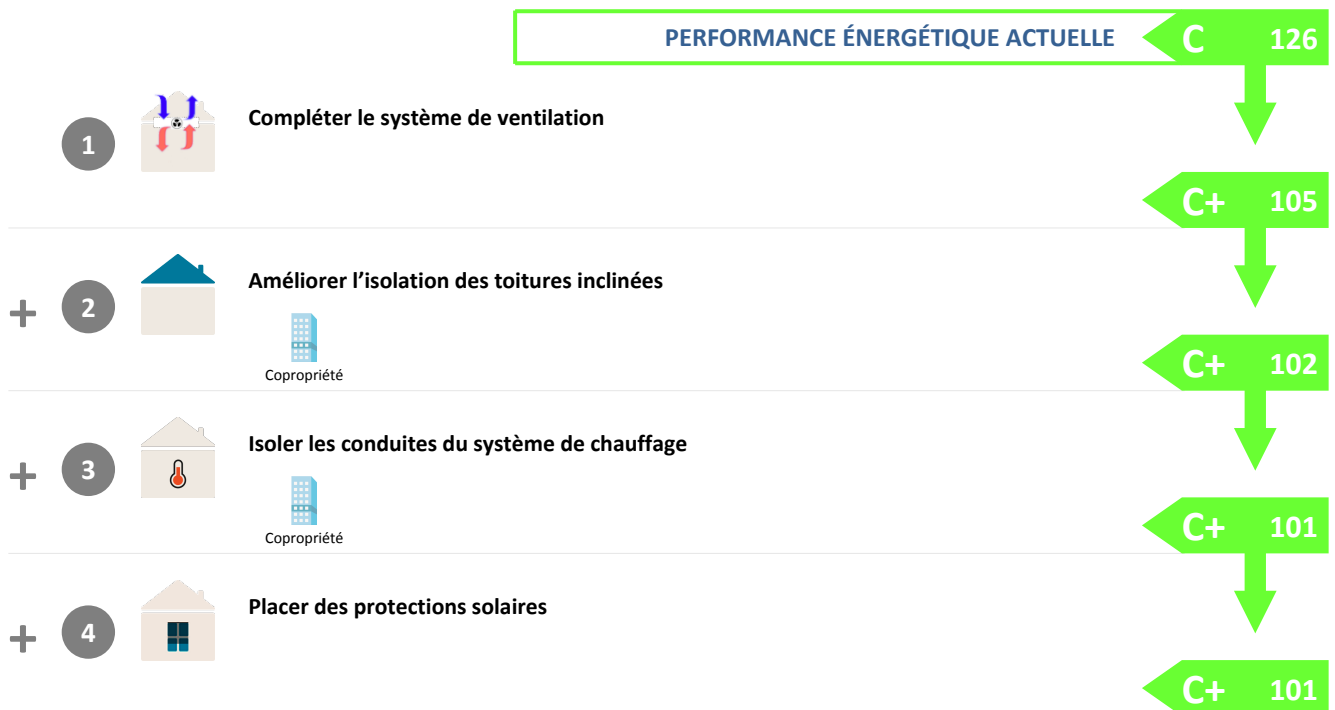 PERFORMANCE ÉNERGÉTIQUE ACTUELLE C 126
1 Compléter le système de ventilation
C+ 105
+ 2 Améliorer l’isolation des toitures inclinées
Copropriété
C+ 102
+ 3 Isoler les conduites du système de chauffage
Copropriété
C+ 101
+ 4 Placer des protections solaires
C+ 101